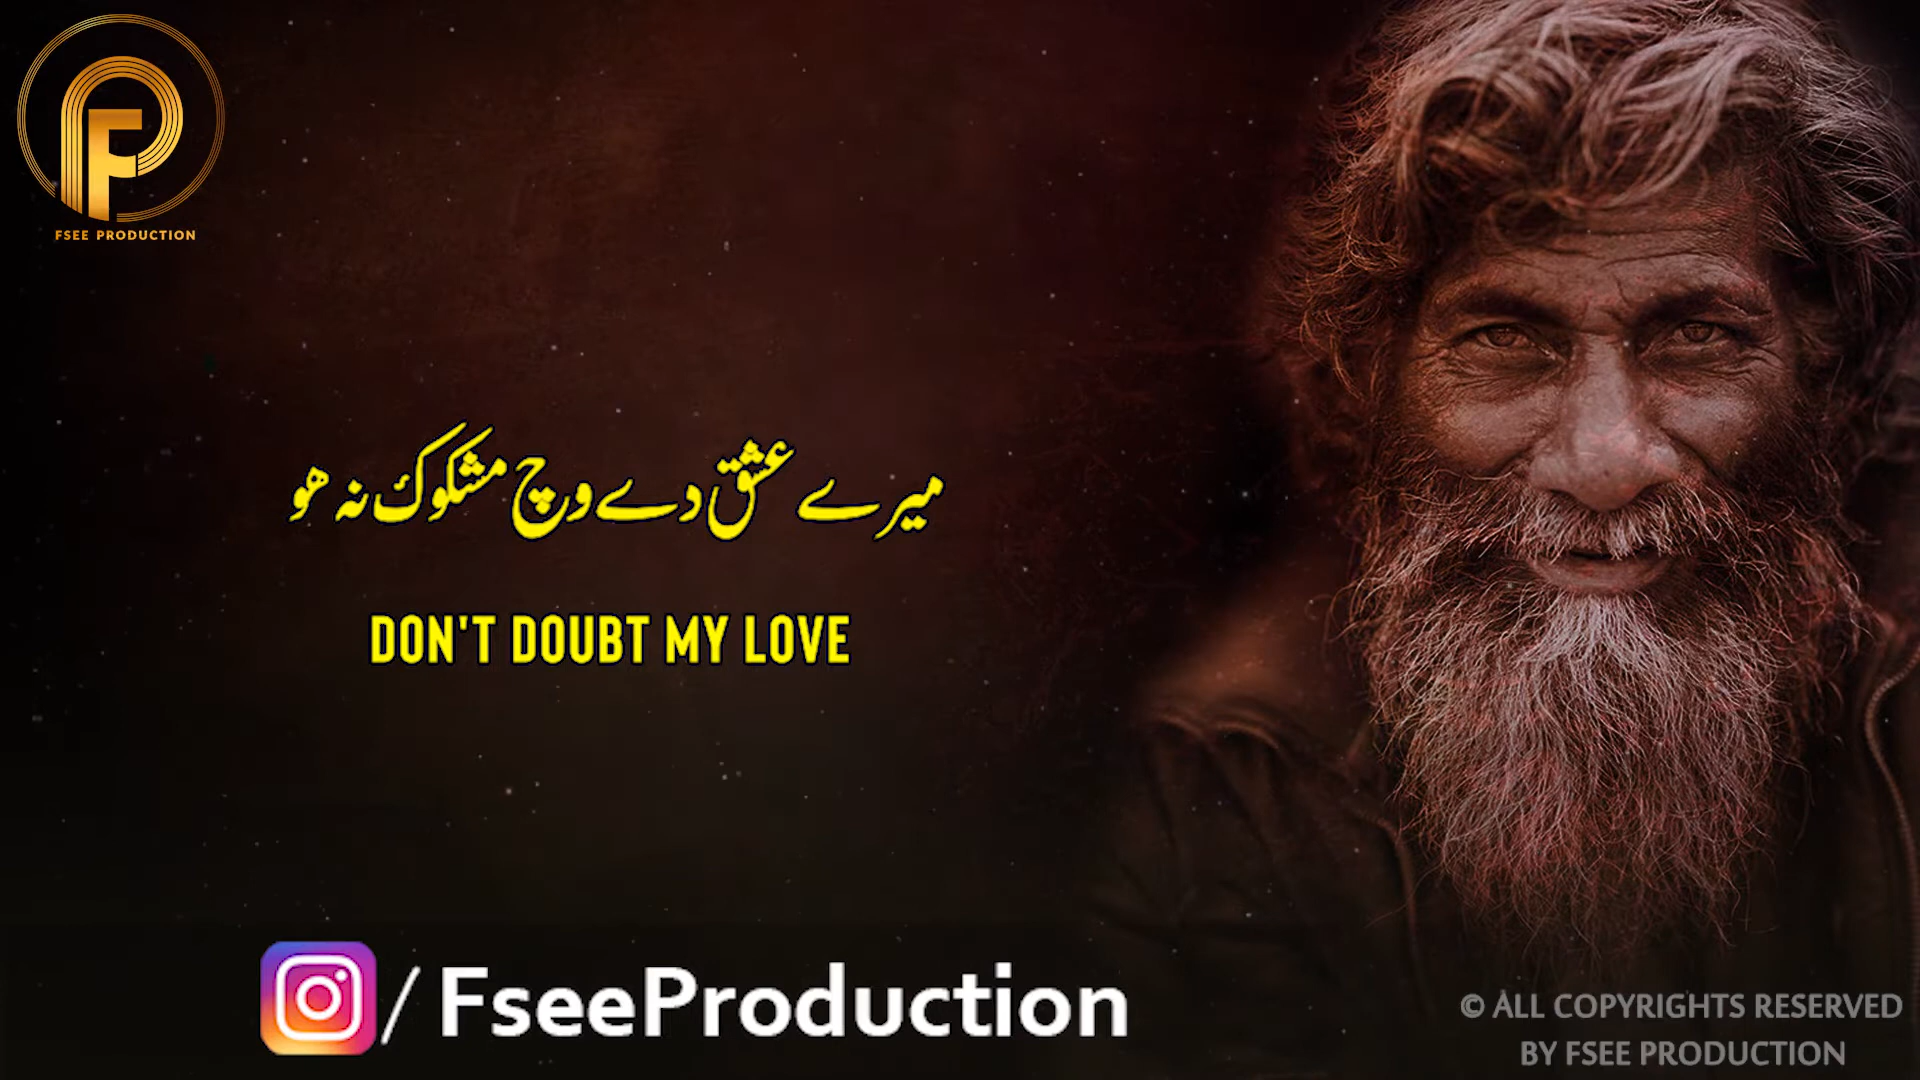 FSEE PRODUCTION
میرے عشق دے وچ مشکوک نہ ھو
DON'T DOUBT MY LOVE
/FseeProduction
© ALL COPYRIGHTS RESERVED
BY FSEE PRODUCTION